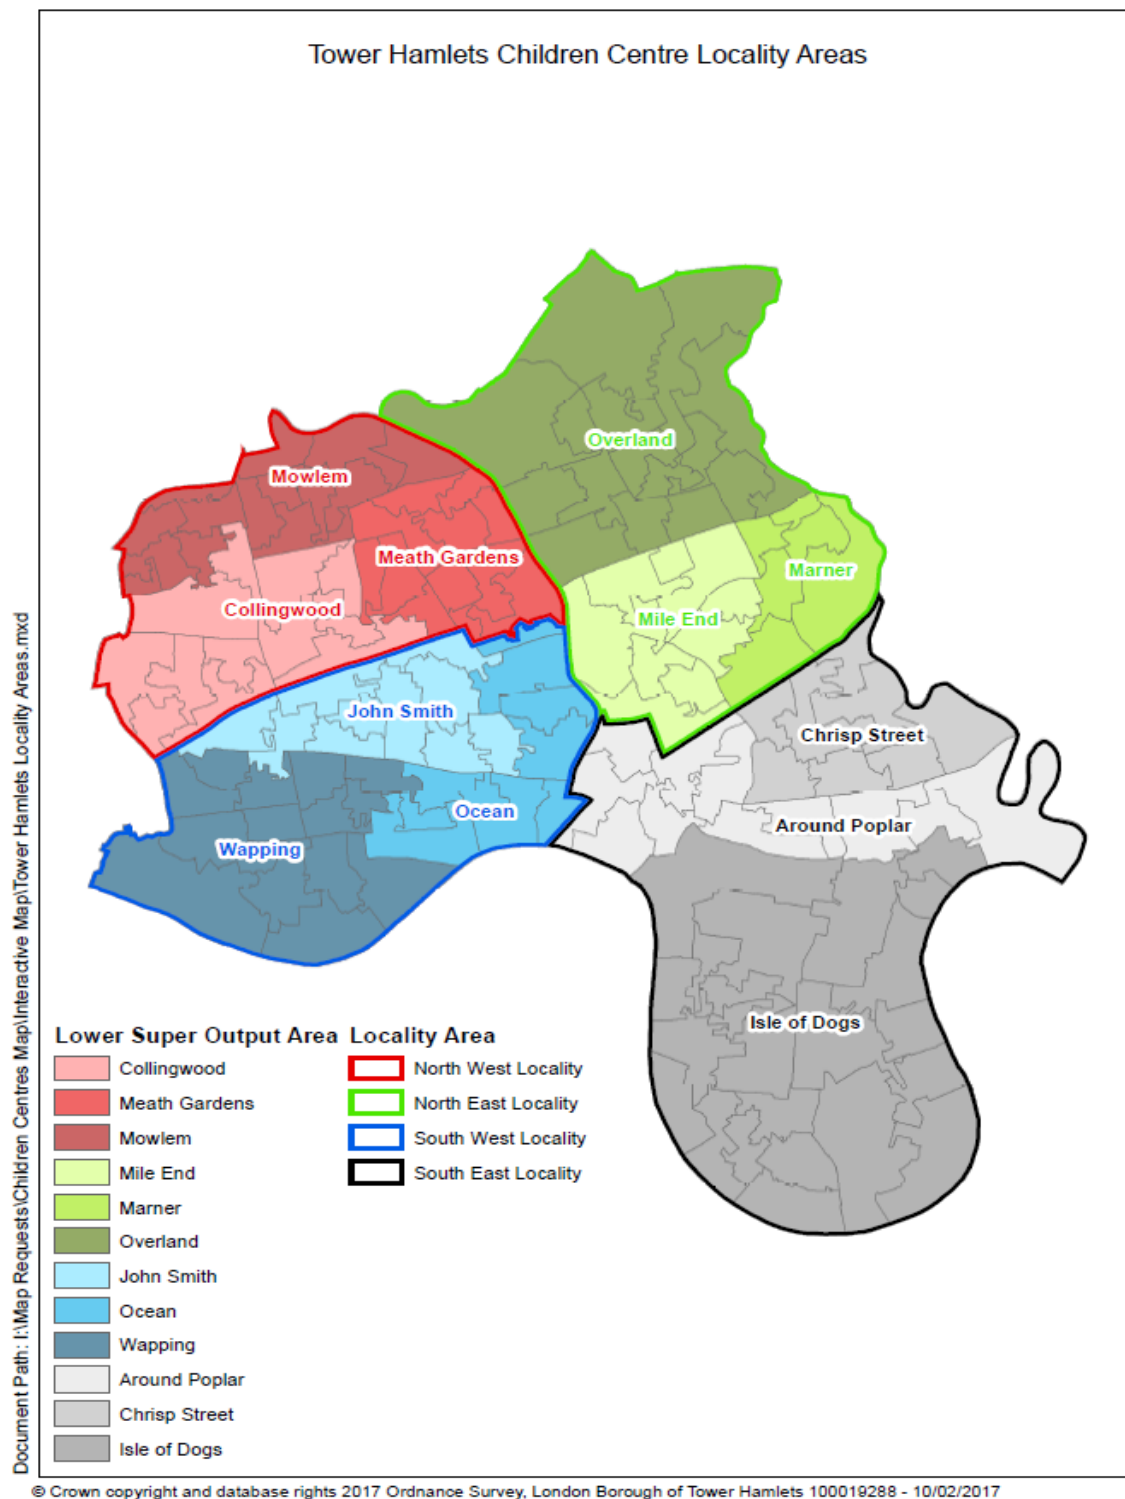 Tower Hamlets Children Centre Locality Areas
Overland
Mowlem
Meath Gardens
Marner
Collingwood
Mile End
John Smith
Chrisp Street
Ocean
Around Poplar
Wapping
Isle of Dogs
Lower Super Output Area
Collingwood
Meath Gardens
Mowlem
Mile End
Marner
Overland
John Smith
Ocean
Wapping
Around Poplar
Chrisp Street
Isle of Dogs
Locality Area
North West Locality
North East Locality
South West Locality
South East Locality
Document Path: I:\Map Requests\Children Centres Map\Interactive Map\Tower Hamlets Locality Areas.mxd
© Crown copyright and database rights 2017 Ordnance Survey, London Borough of Tower Hamlets 100019288 - 10/02/2017